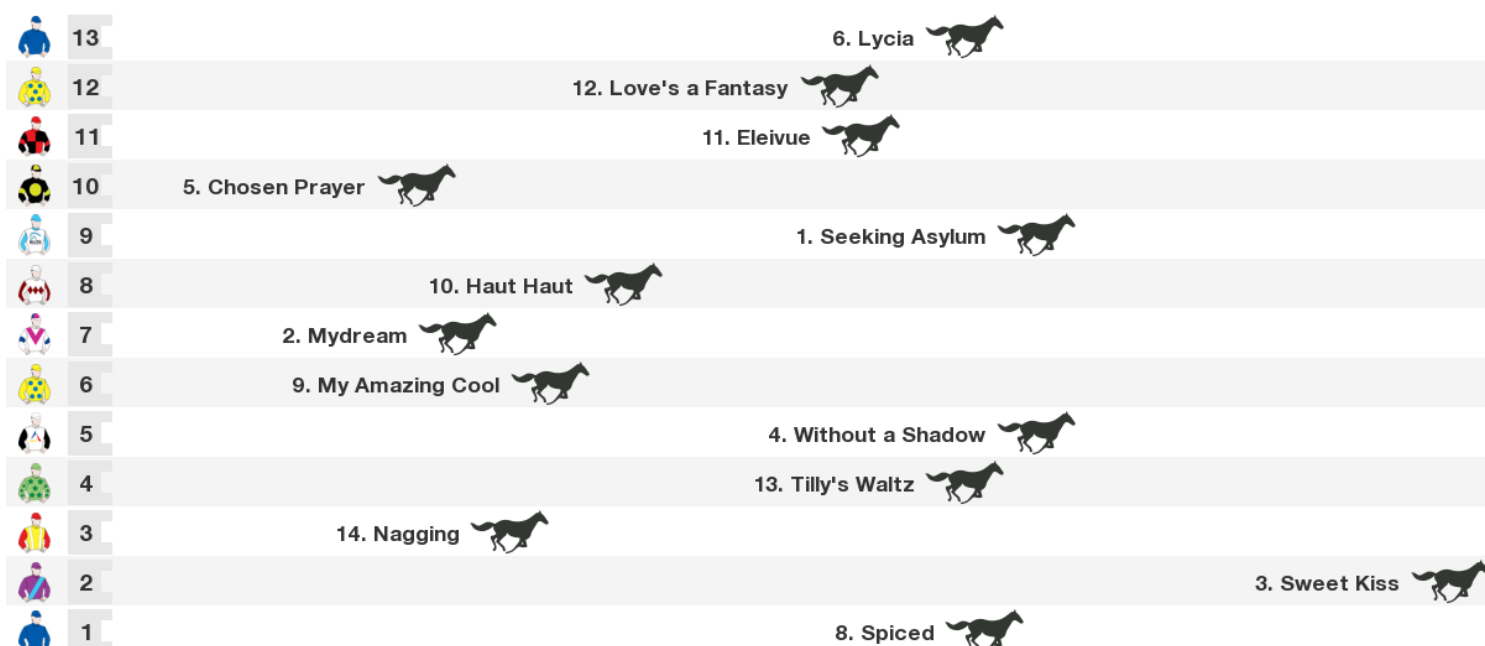 13 6. Lycia
12 12. Love's a Fantasy
11 11. Eleivue
10 5. Chosen Prayer
9 1. Seeking Asylum
8 10. Haut Haut
7 2. Mydream
6 9. My Amazing Cool
5 4. Without a Shadow
4 13. Tilly's Waltz
3 14. Nagging
2 3. Sweet Kiss
1 8. Spiced